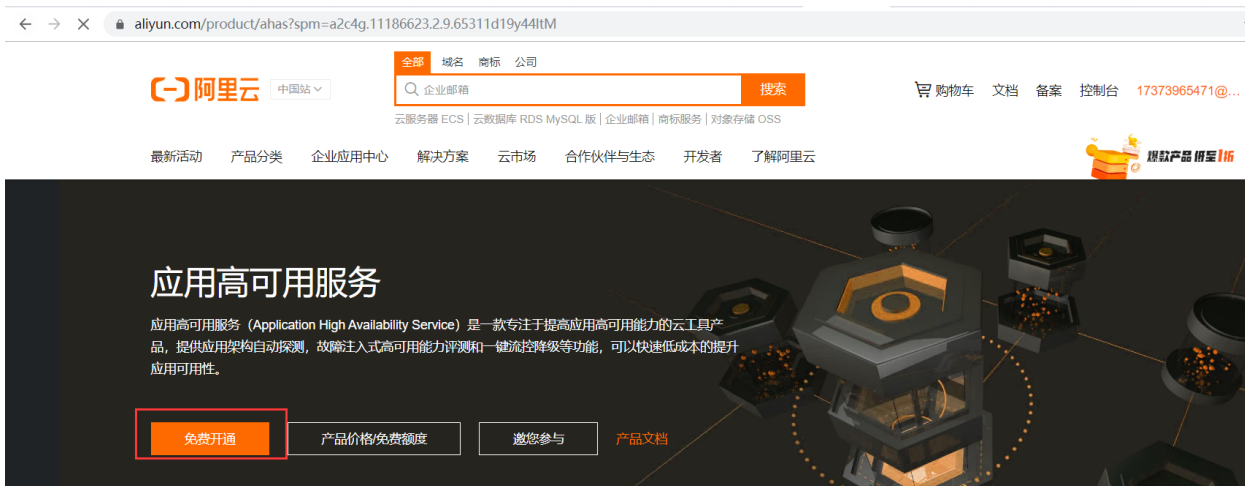 aliyun.com/product/ahas?spm=a2c4g.11186623.2.9.65311d19y44ItM
全部 域名 商标 公司
阿里云 中国站
企业邮箱 搜索
购物车 文档 备案 控制台 17373965471@...
云服务器 ECS | 云数据库 RDS MySQL 版 | 企业邮箱 | 商标服务 | 对象存储 OSS
最新活动 产品分类 企业应用中心 解决方案 云市场 合作伙伴与生态 开发者 了解阿里云
爆款产品 低至1折
应用高可用服务
应用高可用服务（Application High Availability Service）是一款专注于提高应用高可用能力的云工具产
品，提供应用架构自动探测，故障注入式高可用能力评测和一键流控降级等功能，可以快速低成本的提升
应用可用性。
免费开通 产品价格/免费额度 邀您参与 产品文档